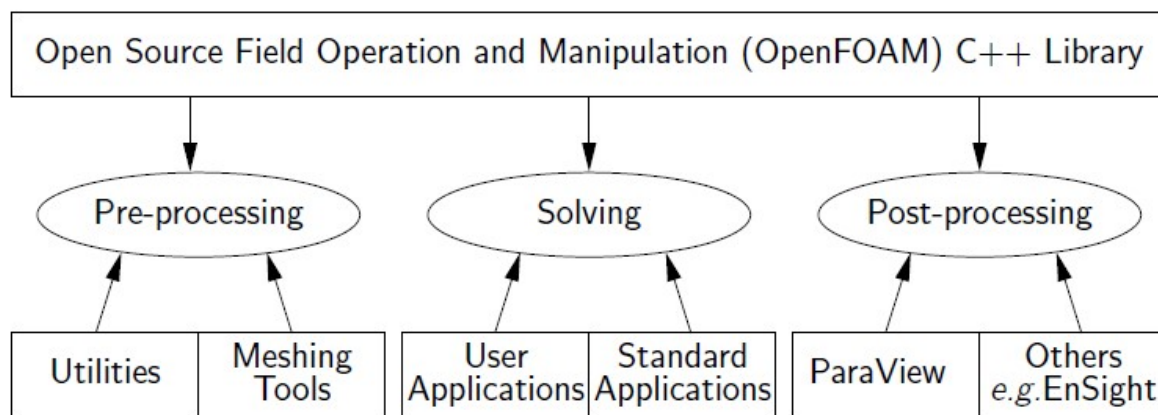 Open Source Field Operation and Manipulation (OpenFOAM) C++ Library
Pre-processing
Solving
Post-processing
Utilities
Meshing
Tools
User
Applications
Standard
Applications
ParaView
Others
e.g.EnSight